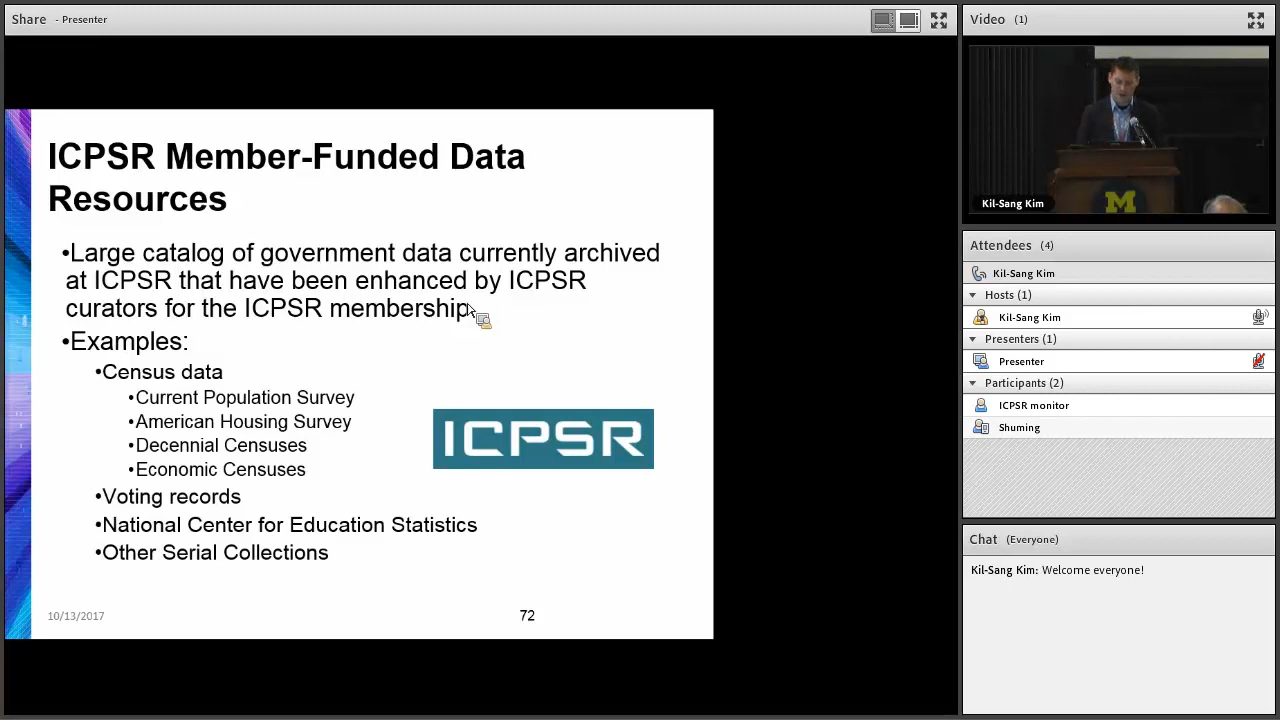 Share - Presenter
ICPSR Member-Funded Data
Resources
•Large catalog of government data currently archived
at ICPSR that have been enhanced by ICPSR
curators for the ICPSR membership
•Examples:
•Census data
•Current Population Survey
•American Housing Survey
•Decennial Censuses
•Economic Censuses
•Voting records
•National Center for Education Statistics
•Other Serial Collections
ICPSR
10/13/2017
72
Video (1)
M
Kil-Sang Kim
Attendees (4)
Kil-Sang Kim
Hosts (1)
Kil-Sang Kim
Presenters (1)
Presenter
Participants (2)
ICPSR monitor
Shuming
Chat (Everyone)
Kil-Sang Kim: Welcome everyone!